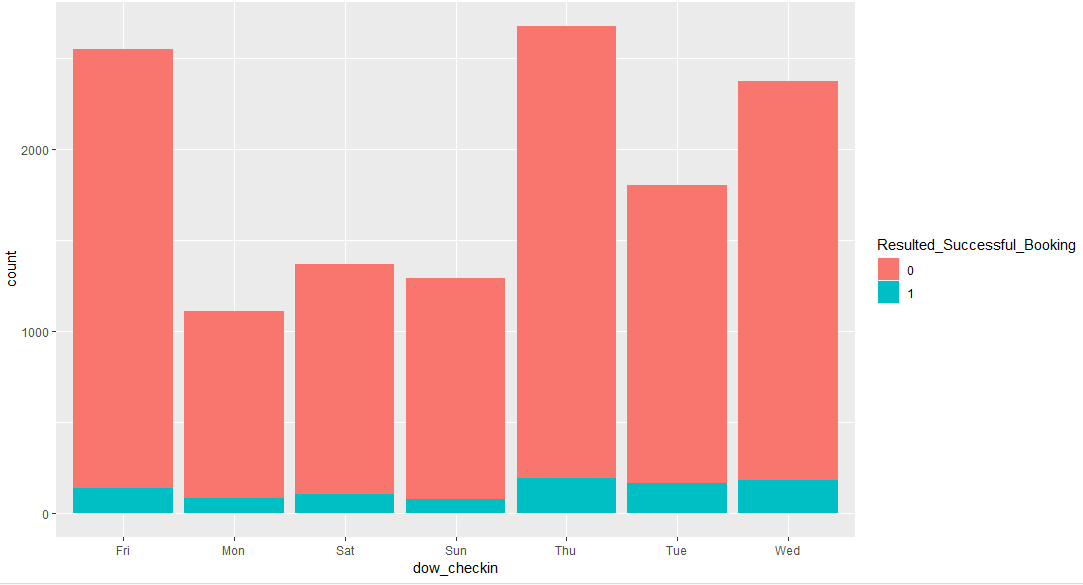 2000
1000
0
count
Fri Mon Sat Sun Thu Tue Wed
dow_checkin
Resulted_Successful_Booking
0
1